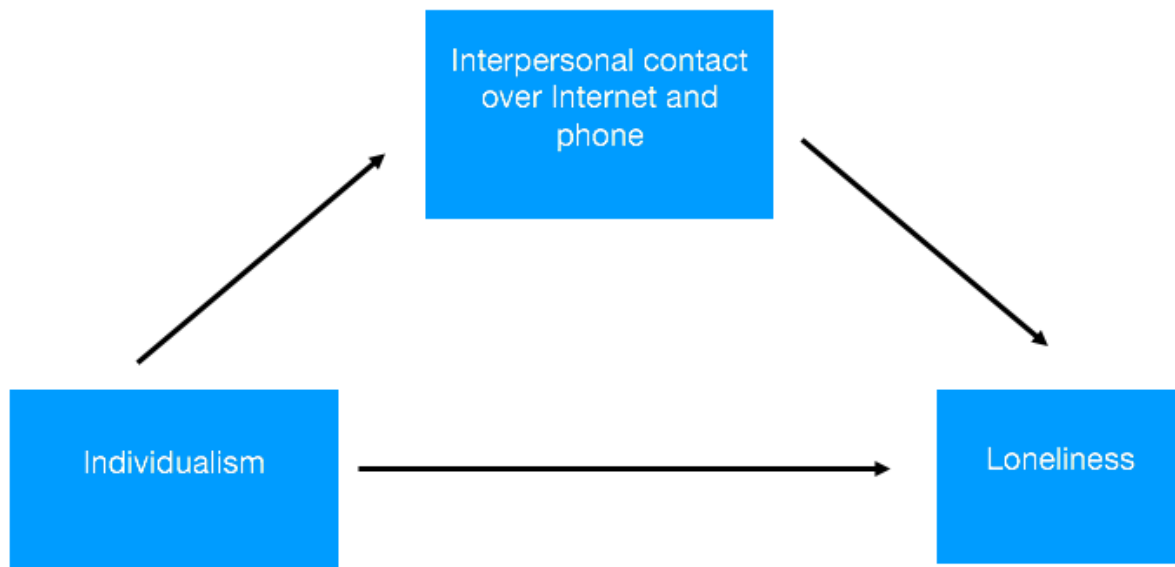 Interpersonal contact
over Internet and
phone
Individualism
Loneliness